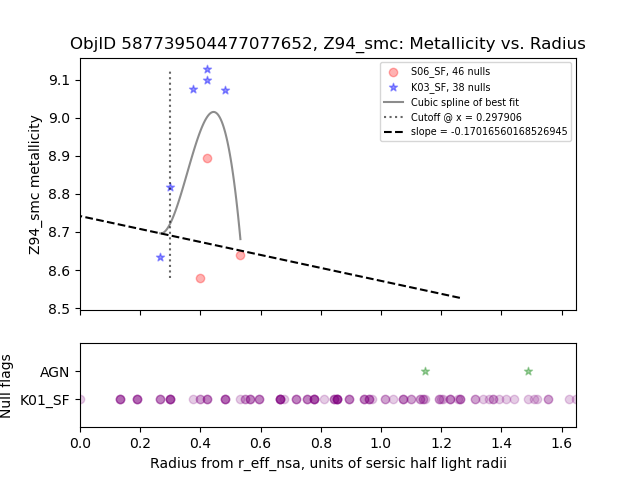 ObjID 587739504477077652, Z94_smc: Metallicity vs. Radius
S06_SF, 46 nulls
K03_SF, 38 nulls
Cubic spline of best fit
Cutoff @ x = 0.297906
slope = -0.17016560168526945
Z94_smc metallicity
9.1
9.0
8.9
8.8
8.7
8.6
8.5
Null flags
AGN
K01_SF
0.0 0.2 0.4 0.6 0.8 1.0 1.2 1.4 1.6
Radius from r_eff_nsa, units of sersic half light radii